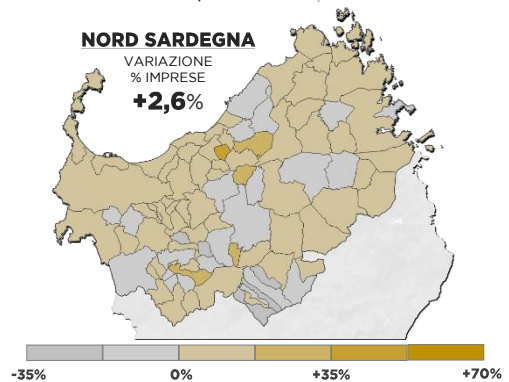 NORD SARDEGNA
VARIAZIONE
% IMPRESE
+2,6%
-35%
0%
+35%
+70%